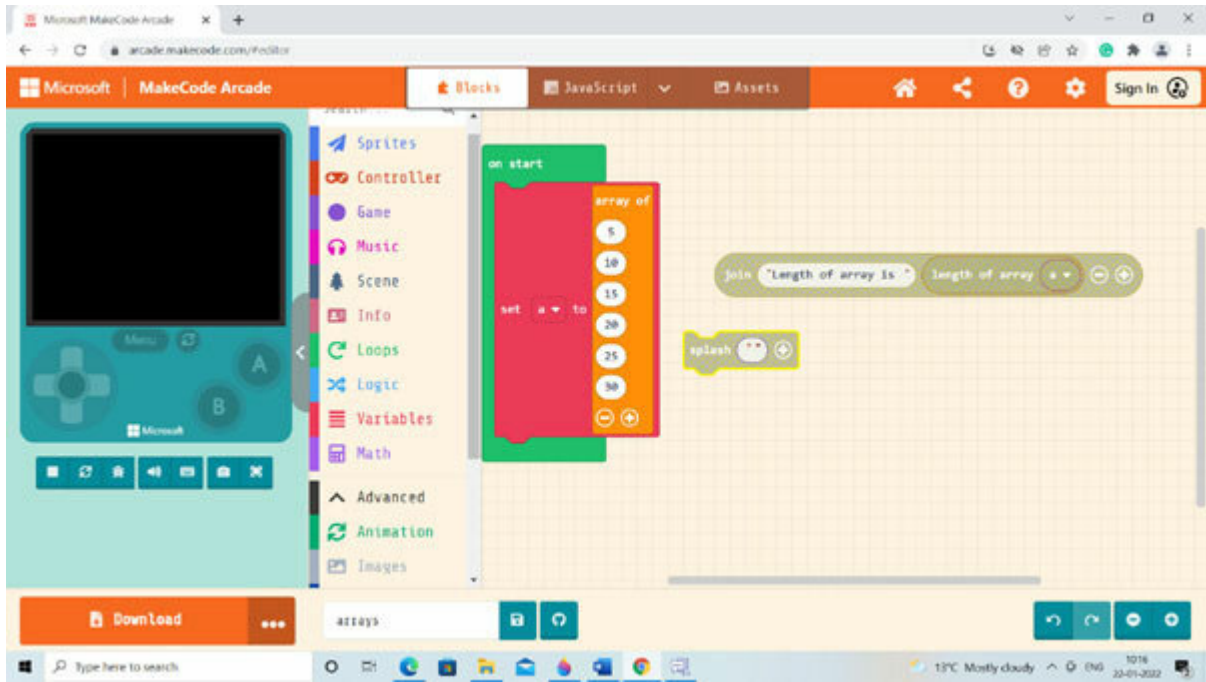 Microsoft MakeCode Arcade
arcade.makecode.com/#editor
Microsoft | MakeCode Arcade
Blocks
JavaScript
Assets
Sign In
Search...
Sprites
Controller
Game
Music
Scene
Info
Loops
Logic
Variables
Math
Advanced
Animation
Images
Menu
A
B
Microsoft
on start
set a to
array of
5
10
15
20
25
30
join "Length of array is " length of array a
splash " "
Download
arrays
Type here to search
13°C Mostly cloudy
ENG
10:16
22-01-2022